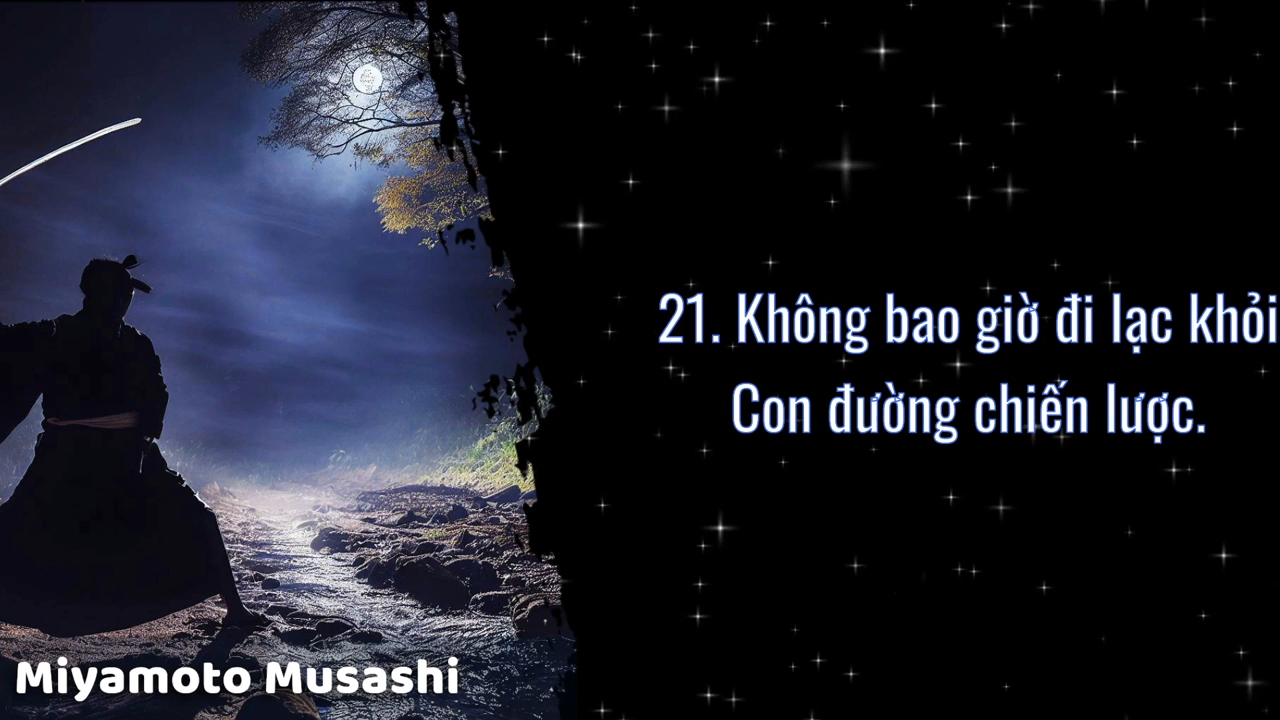 21. Không bao giờ đi lạc khỏi
Con đường chiến lược.
Miyamoto Musashi